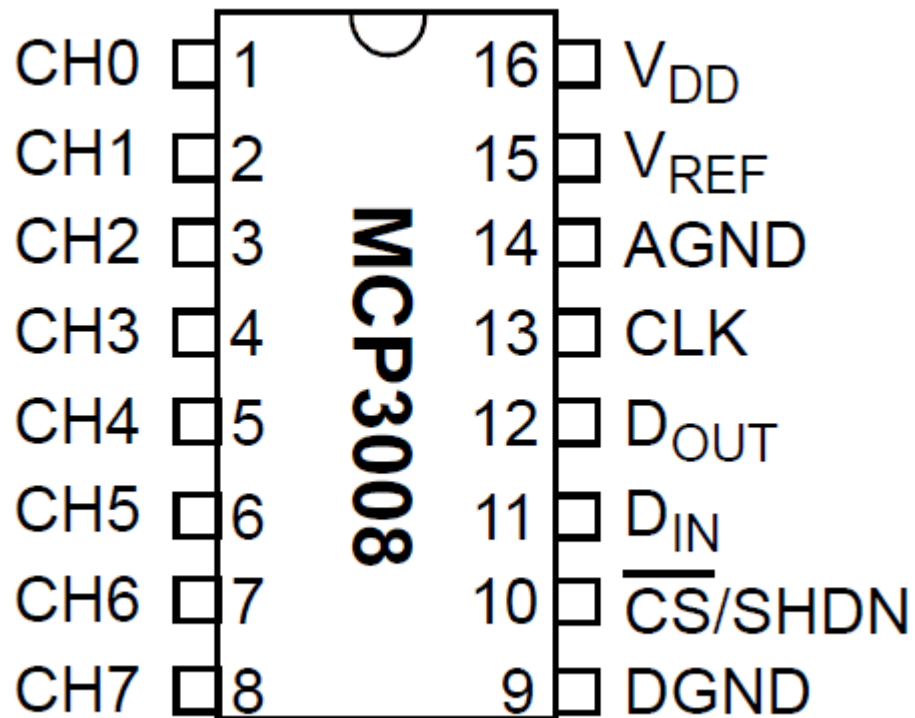 CH0 1 16 VDD
CH1 2 15 VREF
CH2 3 14 AGND
CH3 4 13 CLK
CH4 5 12 DOUT
CH5 6 11 DIN
CH6 7 10 CS/SHDN
CH7 8 9 DGND
MCP3008